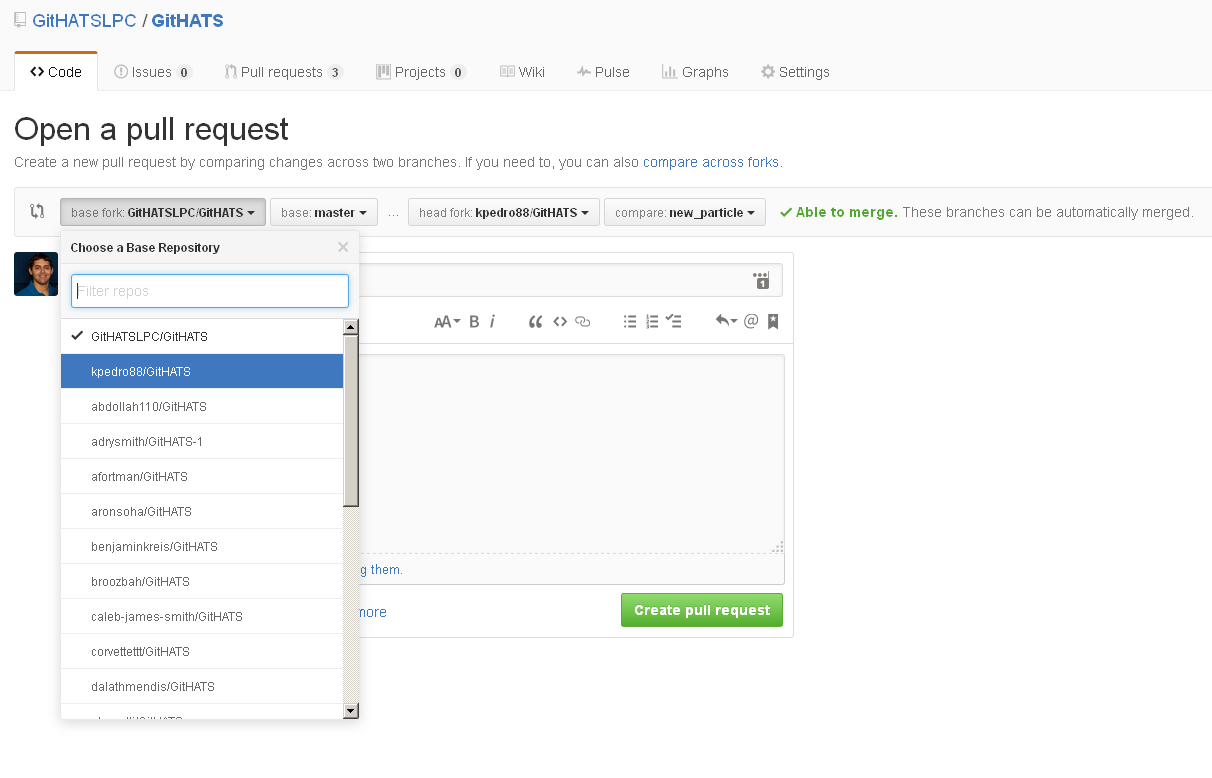 GitHATSLPC / GitHATS
Code Issues 0 Pull requests 3 Projects 0 Wiki Pulse Graphs Settings
Open a pull request
Create a new pull request by comparing changes across two branches. If you need to, you can also compare across forks.
base fork: GitHATSLPC/GitHATS base: master ... head fork: kpedro88/GitHATS compare: new_particle Able to merge. These branches can be automatically merged.
Choose a Base Repository ×
Filter repos
1
AA B i
GitHATSLPC/GitHATS
kpedro88/GitHATS
abdollah110/GitHATS
adrysmith/GitHATS-1
afortman/GitHATS
aronsoha/GitHATS
benjaminkreis/GitHATS
g them.
broozbah/GitHATS
caleb-james-smith/GitHATS
more
Create pull request
corvettettt/GitHATS
dalathmendis/GitHATS